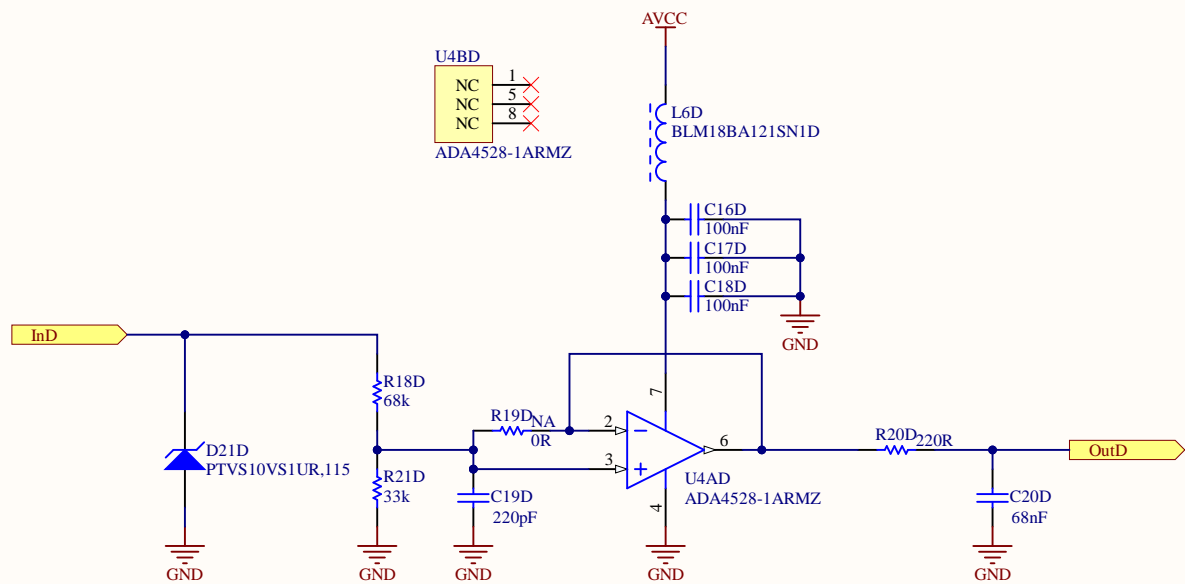 AVCC
U4BD
NC 1
NC 5
NC 8
ADA4528-1ARMZ
L6D
BLM18BA121SN1D
C16D
100nF
C17D
100nF
C18D
100nF
GND
InD
R18D
68k
7
R19D NA
0R
2
3
6
4
R20D 220R
OutD
D21D
PTVS10VS1UR,115
R21D
33k
C19D
220pF
U4AD
ADA4528-1ARMZ
C20D
68nF
GND
GND
GND
GND
GND